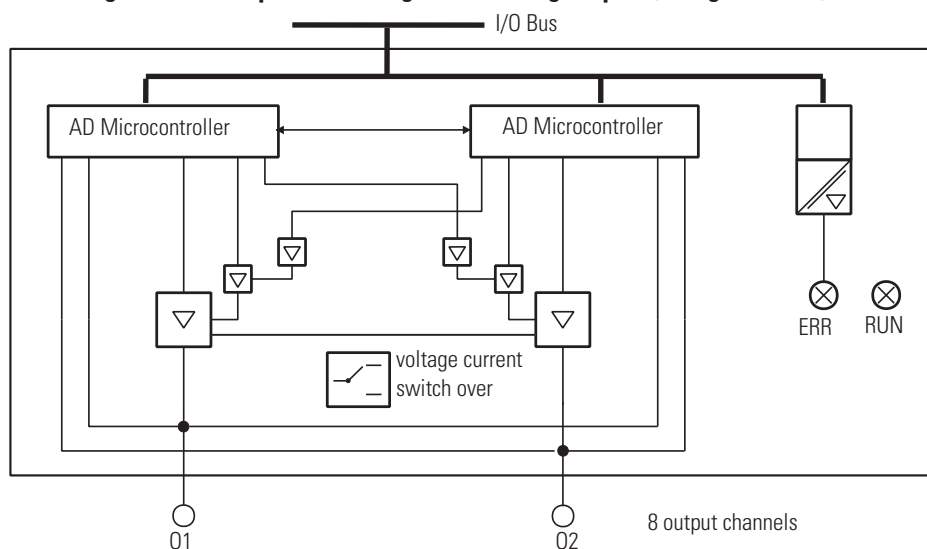 I/O Bus
AD Microcontroller
AD Microcontroller
ERR
RUN
voltage current
switch over
O1
O2
8 output channels